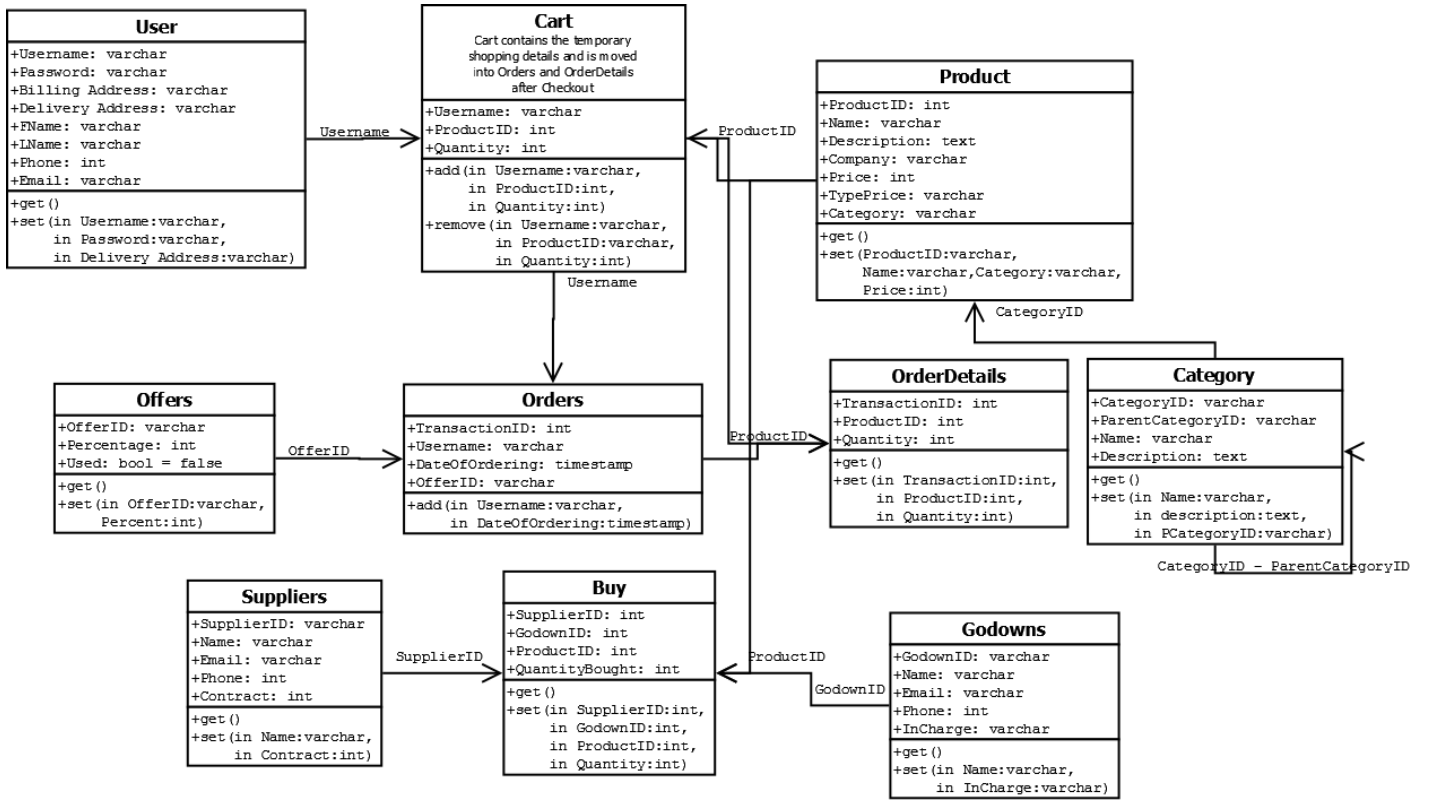 User
+Username: varchar
+Password: varchar
+Billing Address: varchar
+Delivery Address: varchar
+FName: varchar
+LName: varchar
+Phone: int
+Email: varchar
+get()
+set(in Username:varchar,
in Password:varchar,
in Delivery Address:varchar)
Username
Cart
Cart contains the temporary
shopping details and is moved
into Orders and OrderDetails
after Checkout
+Username: varchar
+ProductID: int
+Quantity: int
+add(in Username:varchar,
in ProductID:int,
in Quantity:int)
+remove(in Username:varchar,
in ProductID:varchar,
in Quantity:int)
Username
ProductID
Product
+ProductID: int
+Name: varchar
+Description: text
+Company: varchar
+Price: int
+TypePrice: varchar
+Category: varchar
+get()
+set(ProductID:varchar,
Name:varchar,Category:varchar,
Price:int)
CategoryID
Offers
+OfferID: varchar
+Percentage: int
+Used: bool = false
+get()
+set(in OfferID:varchar,
Percent:int)
OfferID
Orders
+TransactionID: int
+Username: varchar
+DateOfOrdering: timestamp
+OfferID: varchar
+add(in Username:varchar,
in DateOfOrdering:timestamp)
ProductID
OrderDetails
+TransactionID: int
+ProductID: int
+Quantity: int
+get()
+set(in TransactionID:int,
in ProductID:int,
in Quantity:int)
Category
+CategoryID: varchar
+ParentCategoryID: varchar
+Name: varchar
+Description: text
+get()
+set(in Name:varchar,
in description:text,
in PCategoryID:varchar)
CategoryID - ParentCategoryID
Suppliers
+SupplierID: varchar
+Name: varchar
+Email: varchar
+Phone: int
+Contract: int
+get()
+set(in Name:varchar,
in Contract:int)
SupplierID
Buy
+SupplierID: int
+GodownID: int
+ProductID: int
+QuantityBought: int
+get()
+set(in SupplierID:int,
in GodownID:int,
in ProductID:int,
in Quantity:int)
ProductID
GodownID
Godowns
+GodownID: varchar
+Name: varchar
+Email: varchar
+Phone: int
+InCharge: varchar
+get()
+set(in Name:varchar,
in InCharge:varchar)